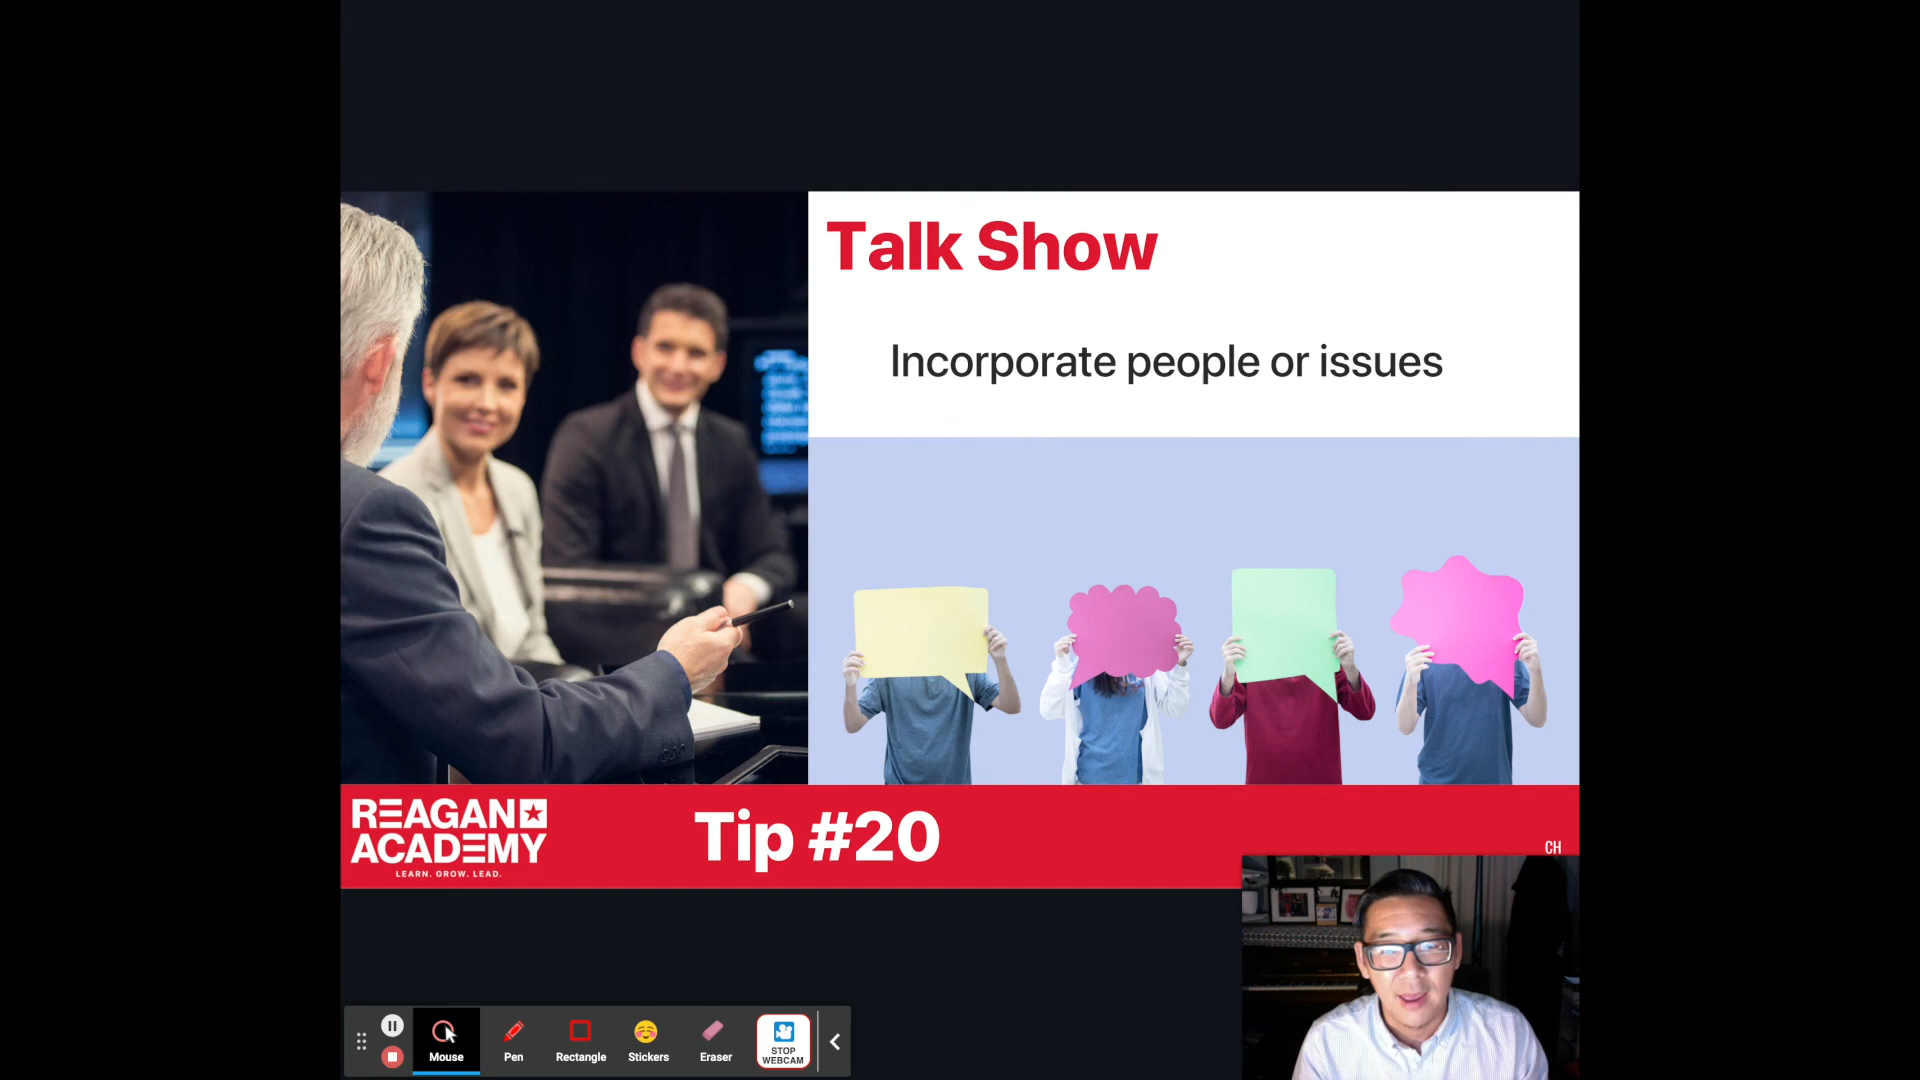 Talk Show
Incorporate people or issues
REAGAN
ACADEMY
LEARN. GROW. LEAD.
Tip #20
CH
Mouse
Pen
Rectangle
Stickers
Eraser
STOP
WEBCAM